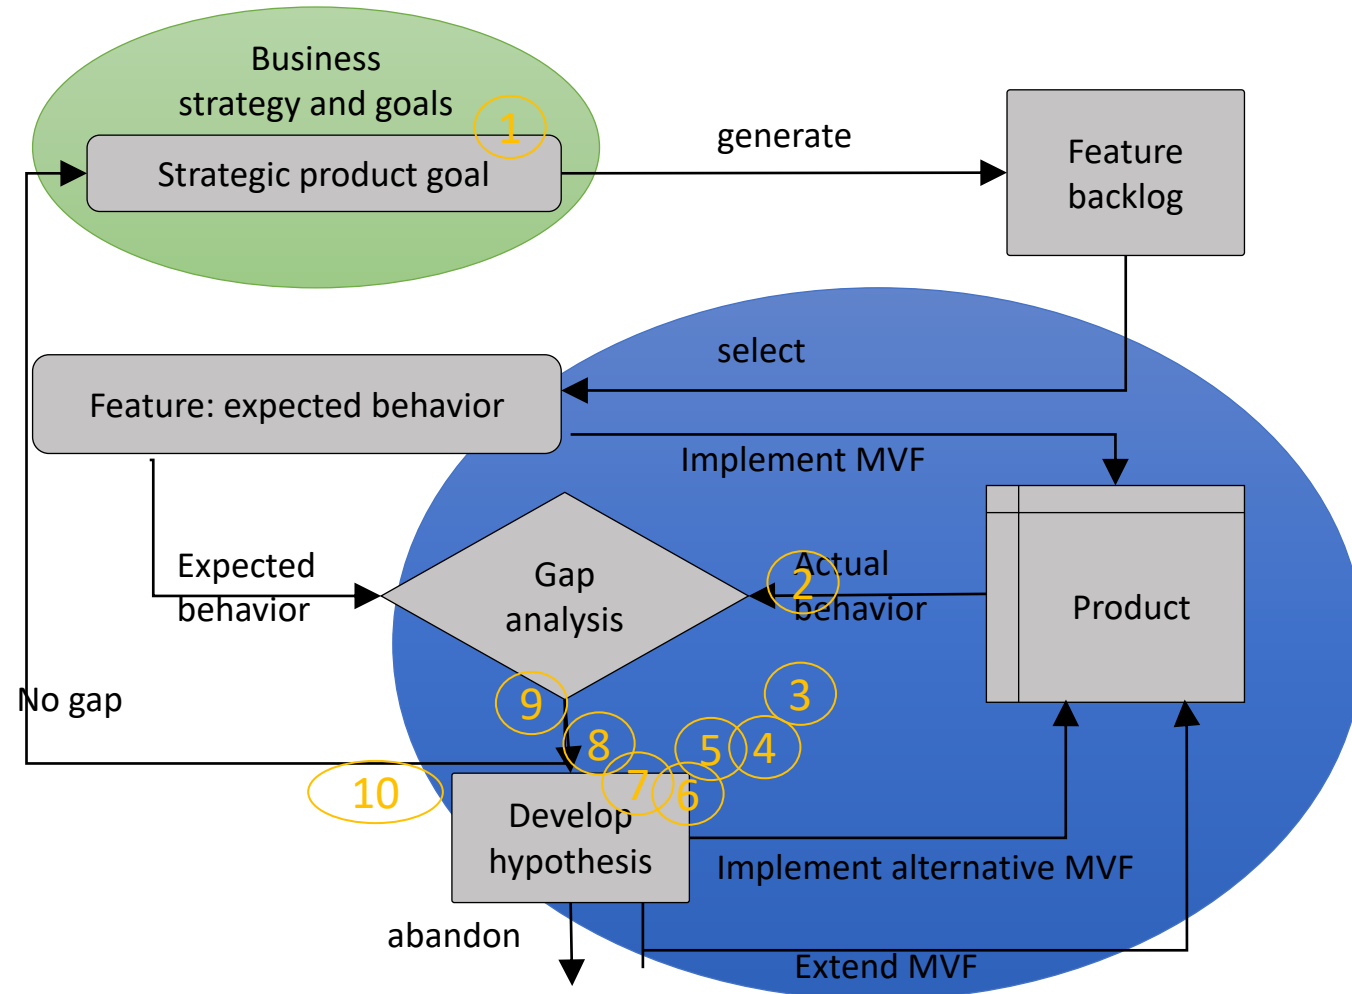 Business
strategy and goals
1
Strategic product goal
generate
Feature
backlog
select
Feature: expected behavior
Implement MVF
Expected
behavior
Gap
analysis
Actual
2
behavior
Product
No gap
9
3
8
5
4
7
6
10
Develop
hypothesis
Implement alternative MVF
abandon
Extend MVF